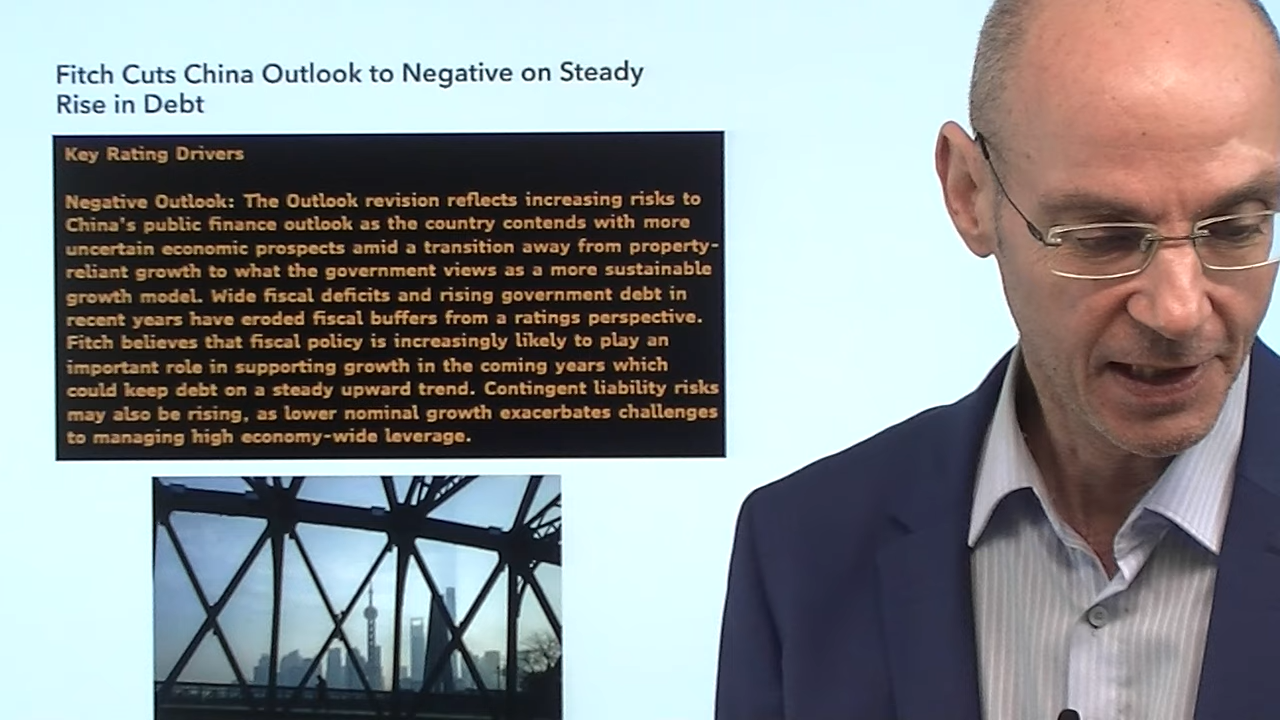 Fitch Cuts China Outlook to Negative on Steady
Rise in Debt
Key Rating Drivers
Negative Outlook: The Outlook revision reflects increasing risks to
China's public finance outlook as the country contends with more
uncertain economic prospects amid a transition away from property-
reliant growth to what the government views as a more sustainable
growth model. Wide fiscal deficits and rising government debt in
recent years have eroded fiscal buffers from a ratings perspective.
Fitch believes that fiscal policy is increasingly likely to play an
important role in supporting growth in the coming years which
could keep debt on a steady upward trend. Contingent liability risks
may also be rising, as lower nominal growth exacerbates challenges
to managing high economy-wide leverage.